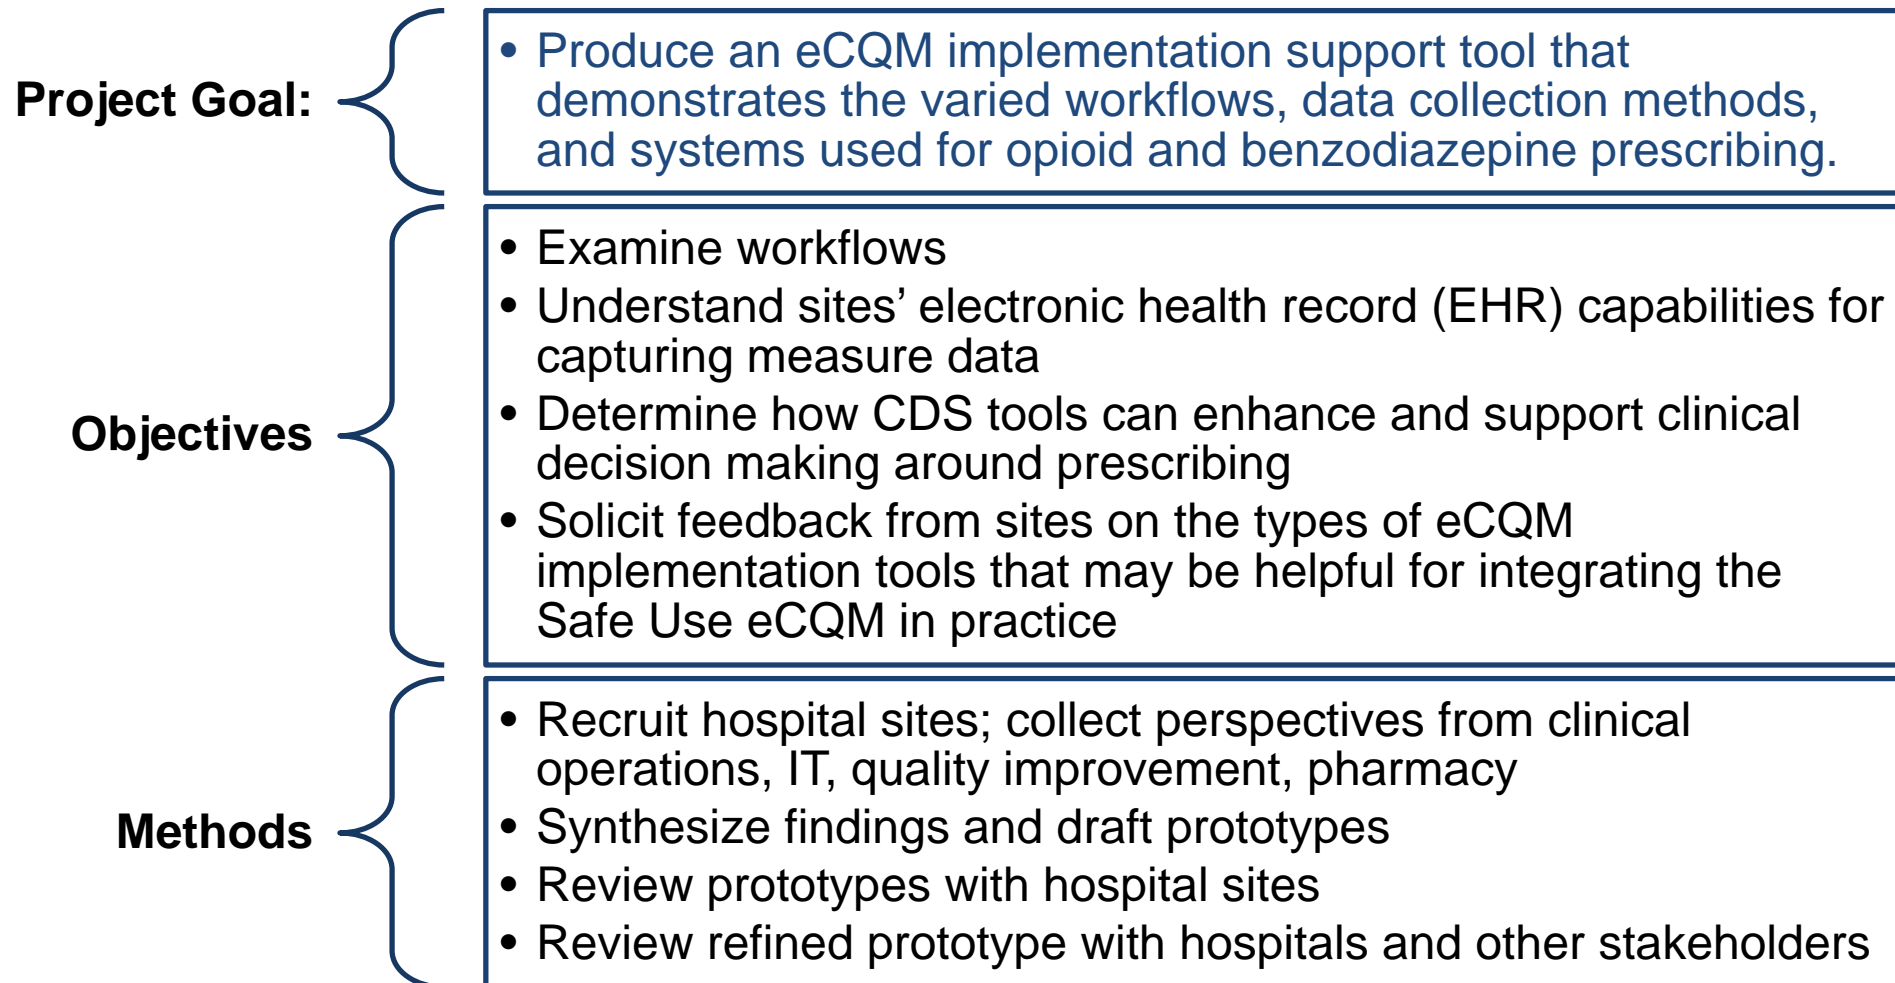 Project Goal:
• Produce an eCQM implementation support tool that
demonstrates the varied workflows, data collection methods,
and systems used for opioid and benzodiazepine prescribing.
Objectives
• Examine workflows
• Understand sites’ electronic health record (EHR) capabilities for
capturing measure data
• Determine how CDS tools can enhance and support clinical
decision making around prescribing
• Solicit feedback from sites on the types of eCQM
implementation tools that may be helpful for integrating the
Safe Use eCQM in practice
Methods
• Recruit hospital sites; collect perspectives from clinical
operations, IT, quality improvement, pharmacy
• Synthesize findings and draft prototypes
• Review prototypes with hospital sites
• Review refined prototype with hospitals and other stakeholders